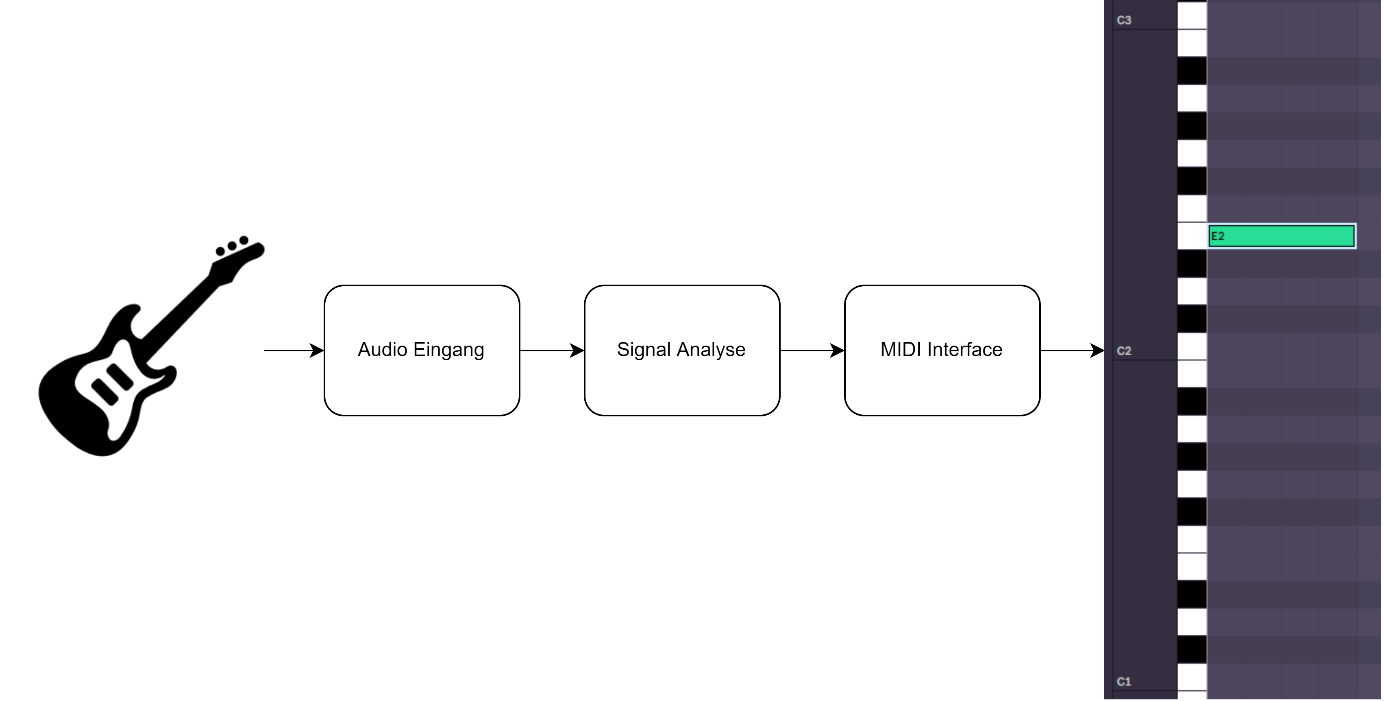 Audio Eingang
Signal Analyse
MIDI Interface
C3
E2
C2
C1